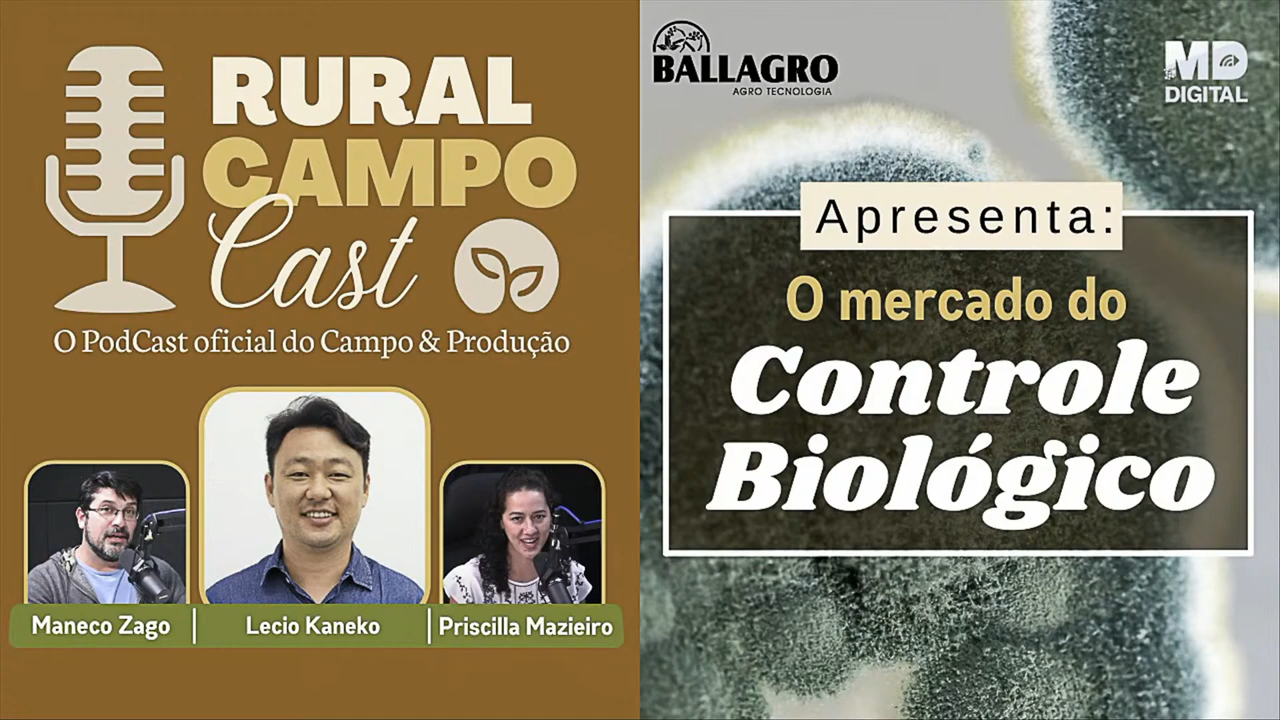 RURAL
CAMPO
Cast
O PodCast oficial do Campo & Produção
Maneco Zago
Lecio Kaneko
Priscilla Mazieiro
BALLAGRO
AGRO TECNOLOGIA
MD
DIGITAL
Apresenta:
O mercado do
Controle
Biológico